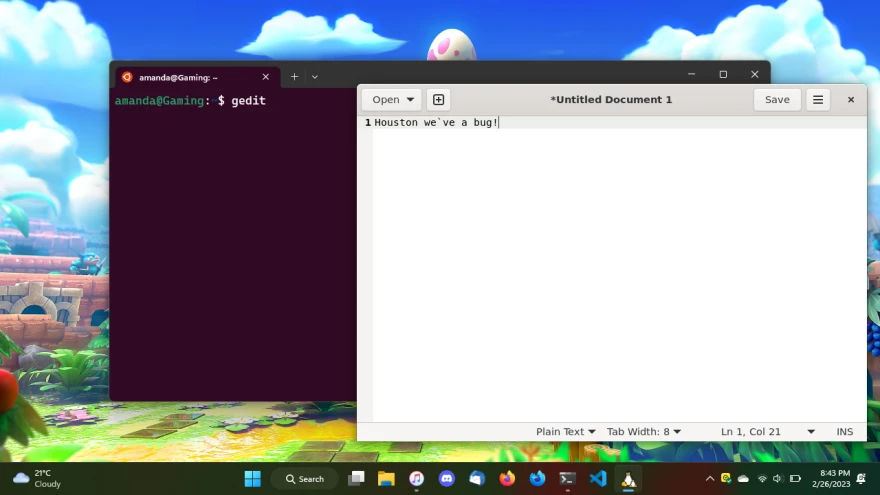 amanda@Gaming: ~
amanda@Gaming:~$ gedit
Open
*Untitled Document 1
Save
1 Houston we`ve a bug!
Plain Text
Tab Width: 8
Ln 1, Col 21
INS
21°C
Cloudy
Search
8:43 PM
2/26/2023